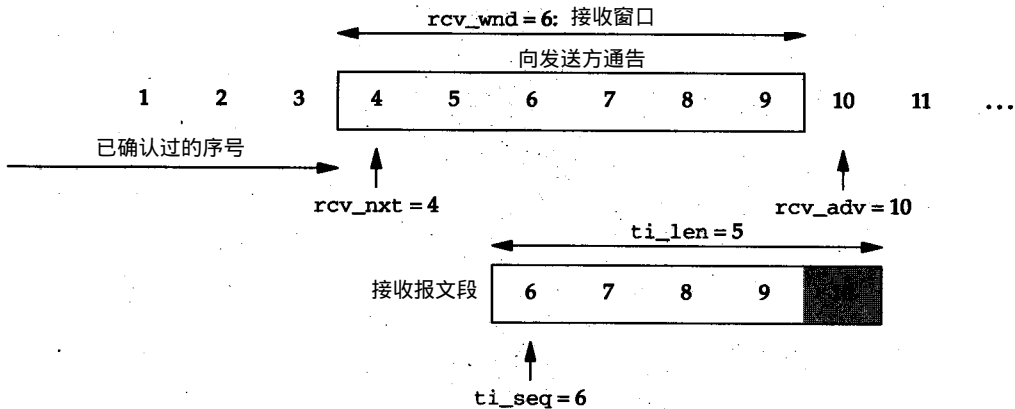 rcv_wnd = 6: 接收窗口
向发送方通告
1 2 3 4 5 6 7 8 9 10 11 ...
已确认过的序号
rcv_nxt = 4
rcv_adv = 10
ti_len = 5
接收报文段 6 7 8 9
ti_seq = 6